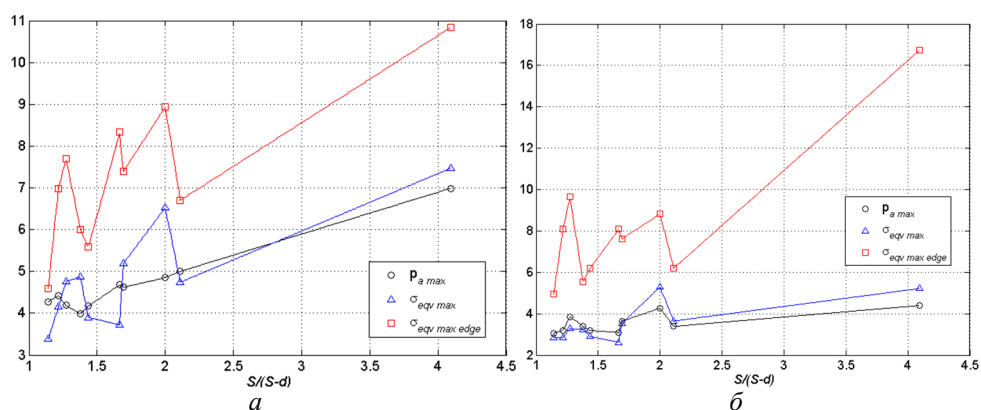 11
10
9
8
7
6
5
4
3
1 1.5 2 2.5 3 3.5 4 4.5
S/(S-d)
p a max
σ eqv max
σ eqv max edge
а
18
16
14
12
10
8
6
4
2
1 1.5 2 2.5 3 3.5 4 4.5
S/(S-d)
p a max
σ eqv max
σ eqv max edge
б